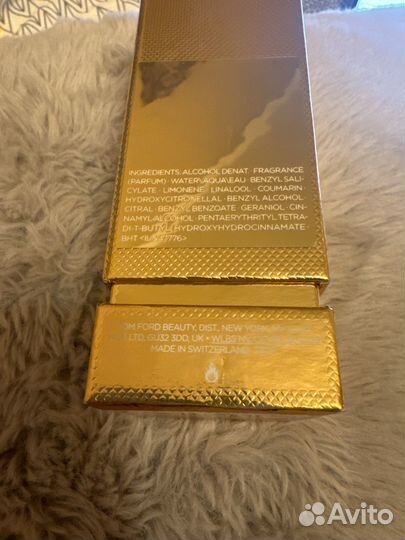 INGREDIENTS: ALCOHOL DENAT. FRAGRANCE
(PARFUM) · WATER\AQUA\EAU · BENZYL SALI-
CYLATE · LIMONENE · LINALOOL · COUMARIN ·
HYDROXYCITRONELLAL · BENZYL ALCOHOL ·
CITRAL · BENZYL BENZOATE · GERANIOL · CIN-
NAMYL ALCOHOL · PENTAERYTHRITYL TETRA-
DI-T-BUTYL HYDROXYHYDROCINNAMATE ·
BHT
TOM FORD BEAUTY, DIST., NEW YORK,
LTD, GU32 3DD, UK •
MADE IN SWITZERLAND
Avito